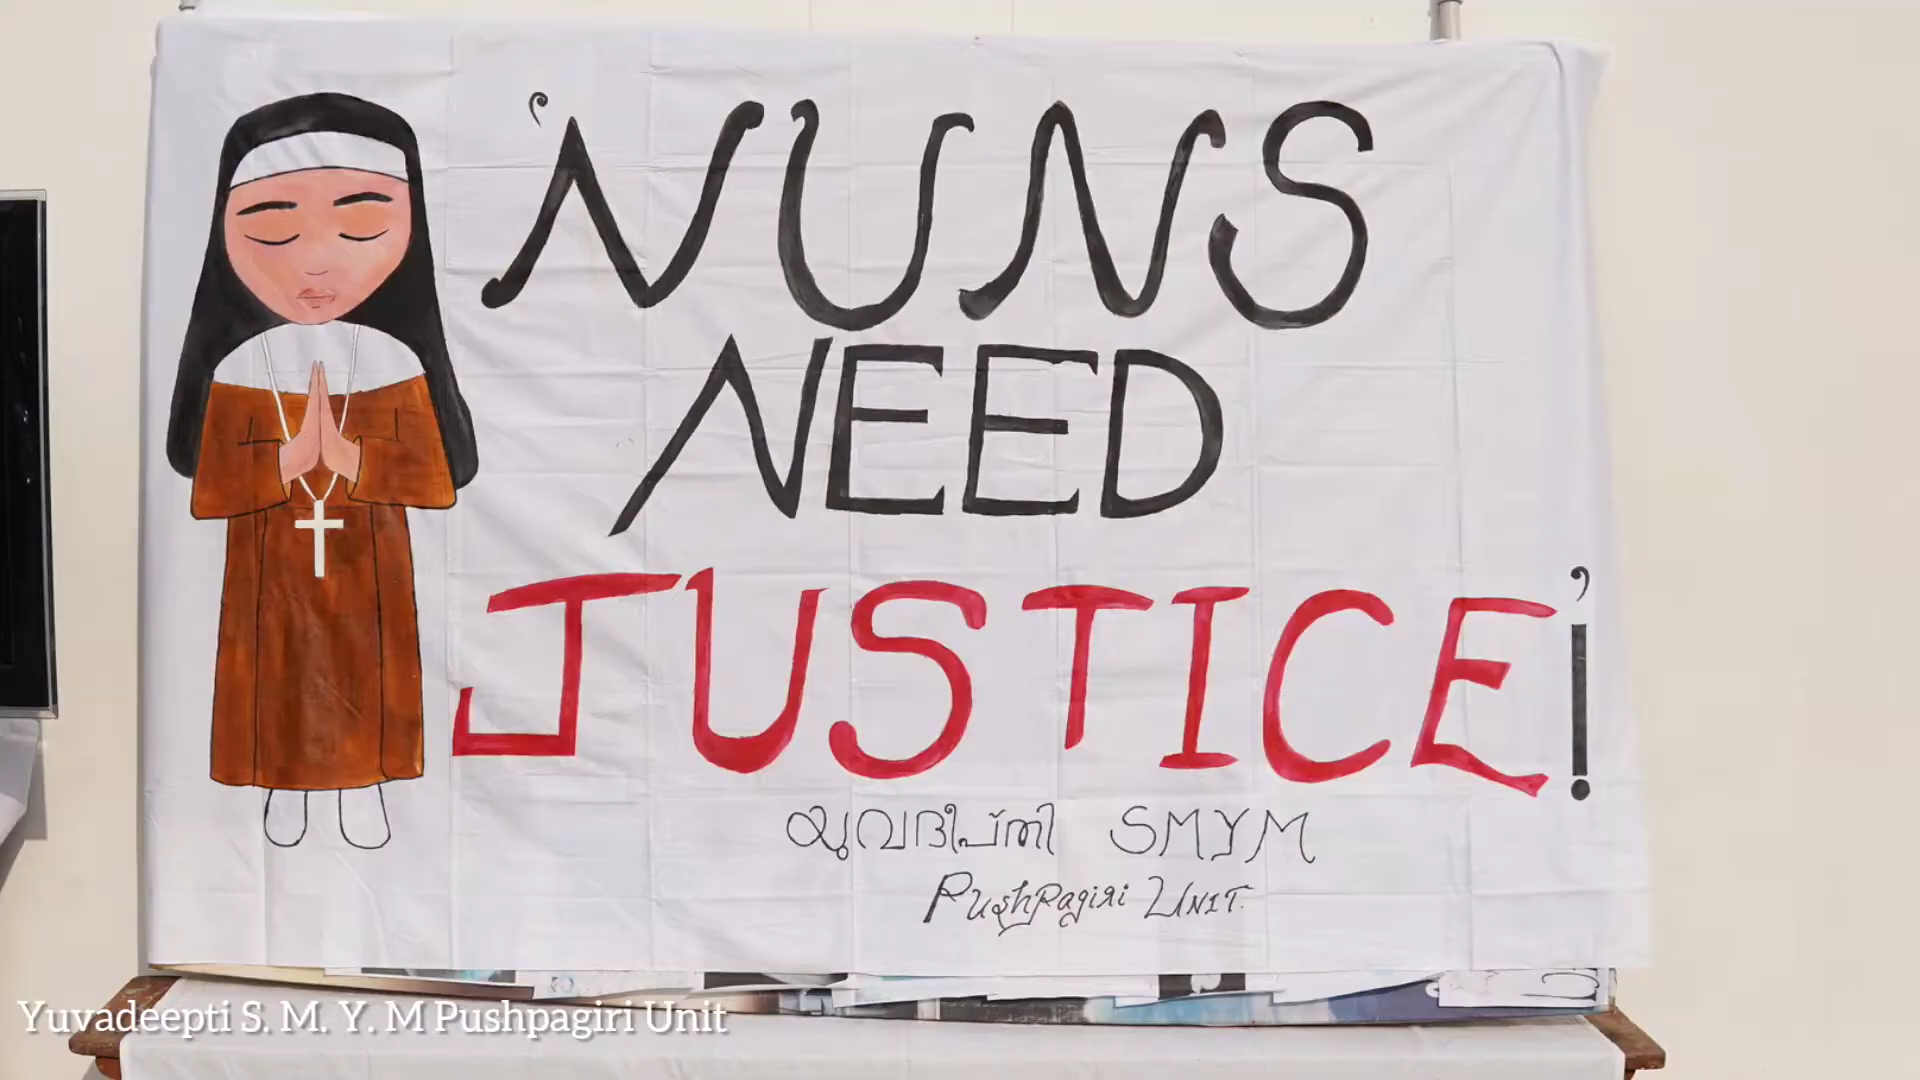 'NUNS
NEED
JUSTICE'!
യുവദീപ്തി SMYM
Pushpagiri UNIT.
Yuvadeepti S. M. Y. M Pushpagiri Unit